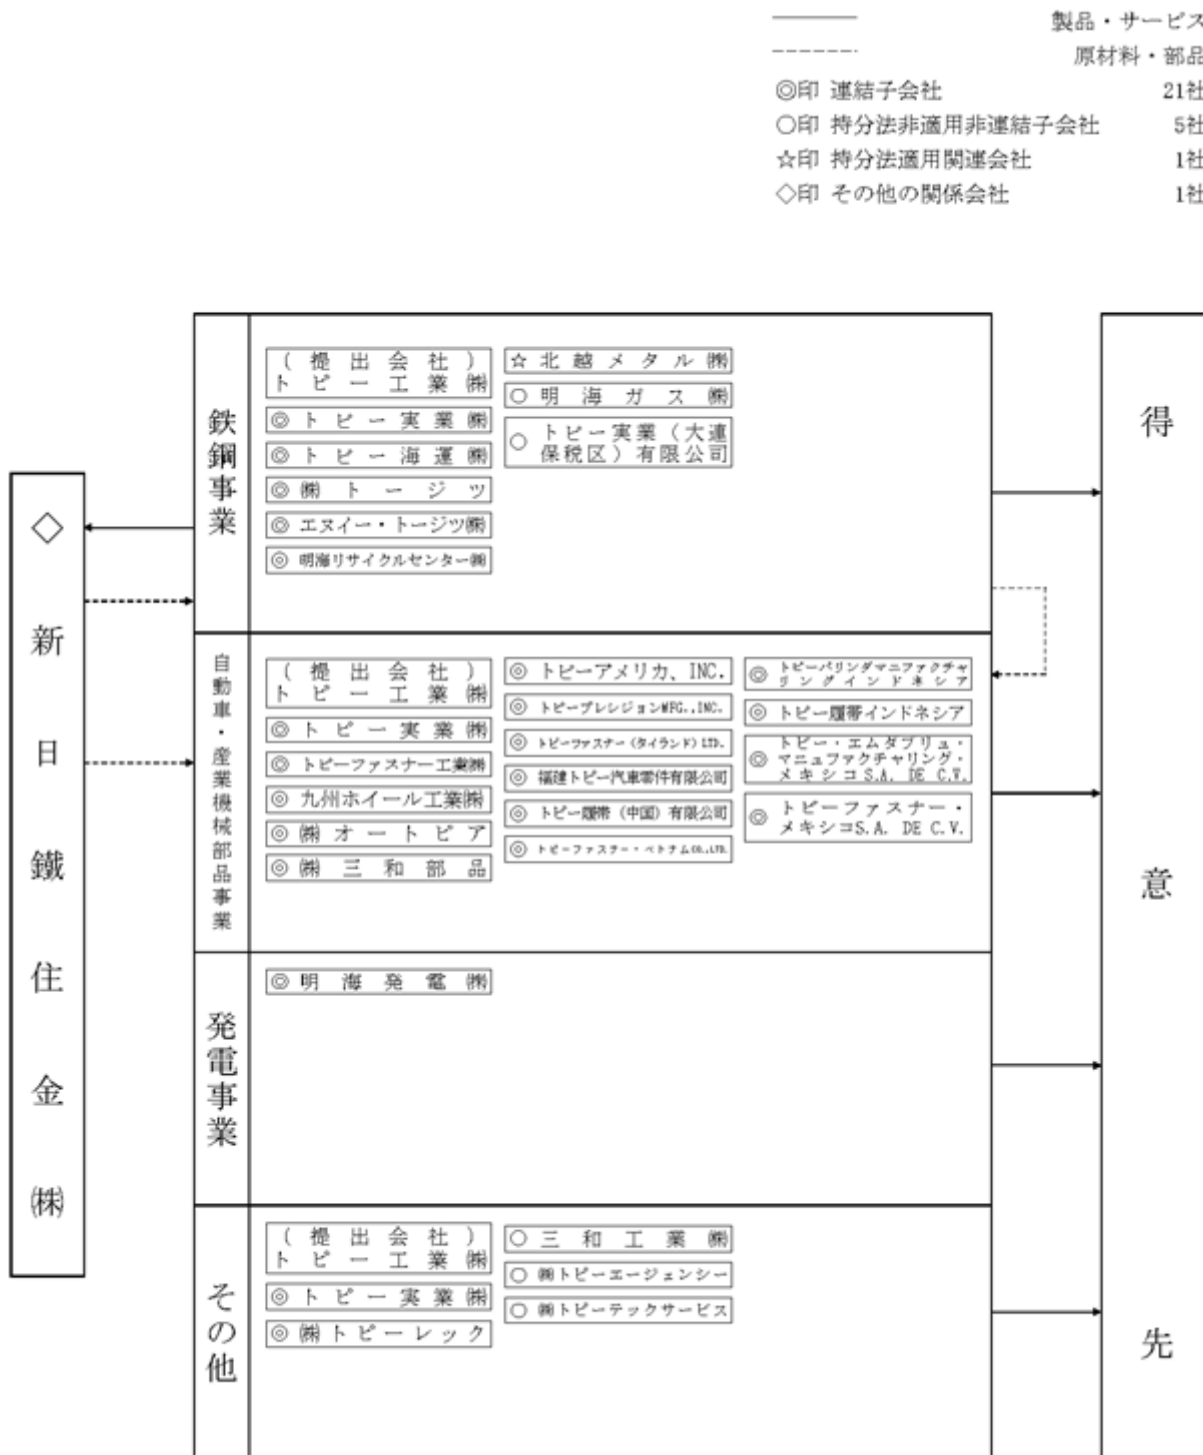 製品・サービス
原材料・部品
◎印 連結子会社 21社
○印 持分法非適用非連結子会社 5社
☆印 持分法適用関連会社 1社
◇印 その他の関係会社 1社
◇新日鐵住金㈱
鉄鋼事業
(提出会社)
トピー工業㈱
◎トピー実業㈱
◎トピー海運㈱
◎㈱トージツ
◎エヌイー・トージツ㈱
◎明海リサイクルセンター㈱
☆北越メタル㈱
○明海ガス㈱
○トピー実業(大連
保税区)有限公司
自動車・産業機械部品事業
(提出会社)
トピー工業㈱
◎トピー実業㈱
◎トピーファスナー工業㈱
◎九州ホイール工業㈱
◎㈱オートピア
◎㈱三和部品
◎トピーアメリカ、INC.
◎トピープレシジョンMFG.,INC.
◎トピーファスナー(タイランド)LTD.
◎福建トピー汽車零件有限公司
◎トピー履帯(中国)有限公司
◎トピーファスナー・ベトナムCO.,LTD.
◎トピーパリンダマニファクチャ
リングインドネシア
◎トピー履帯インドネシア
◎トピー・エムダブリュ・
マニュファクチャリング・
メキシコS.A. DE C.V.
◎トピーファスナー・
メキシコS.A. DE C.V.
発電事業
◎明海発電㈱
その他
(提出会社)
トピー工業㈱
◎トピー実業㈱
◎㈱トピーレック
○三和工業㈱
○㈱トピーエージェンシー
○㈱トピーテックサービス
得意先